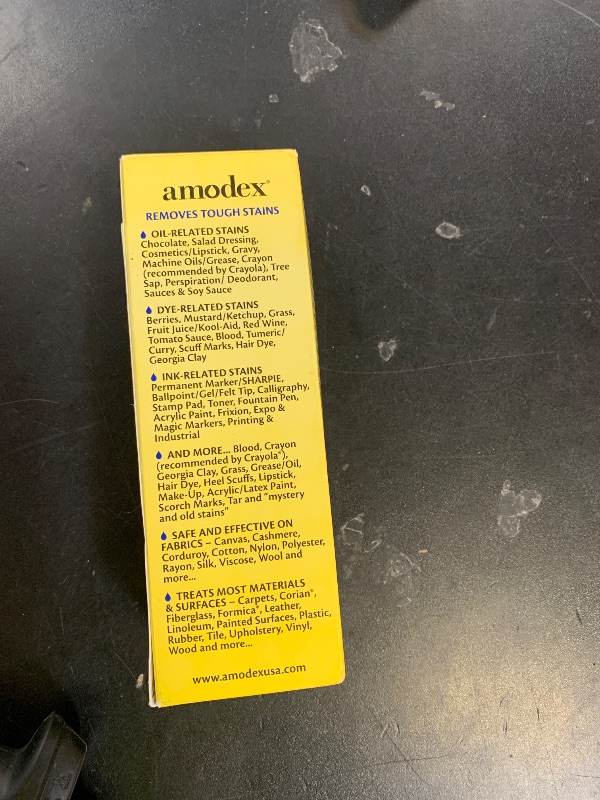 amodex®
REMOVES TOUGH STAINS
OIL-RELATED STAINS
Chocolate, Salad Dressing,
Cosmetics/Lipstick, Gravy,
Machine Oils/Grease, Crayon
(recommended by Crayola), Tree
Sap, Perspiration/ Deodorant,
Sauces & Soy Sauce
DYE-RELATED STAINS
Berries, Mustard/Ketchup, Grass,
Fruit Juice/Kool-Aid, Red Wine,
Tomato Sauce, Blood, Tumeric/
Curry, Scuff Marks, Hair Dye,
Georgia Clay
INK-RELATED STAINS
Permanent Marker/SHARPIE,
Ballpoint/Gel/Felt Tip, Calligraphy,
Stamp Pad, Toner, Fountain Pen,
Acrylic Paint, Frixion, Expo &
Magic Markers, Printing &
Industrial
AND MORE... Blood, Crayon
(recommended by Crayola®),
Georgia Clay, Grass, Grease/Oil,
Hair Dye, Heel Scuffs, Lipstick,
Make-Up, Acrylic/Latex Paint,
Scorch Marks, Tar and "mystery
and old stains"
SAFE AND EFFECTIVE ON
FABRICS – Canvas, Cashmere,
Corduroy, Cotton, Nylon, Polyester,
Rayon, Silk, Viscose, Wool and
more...
TREATS MOST MATERIALS
& SURFACES – Carpets, Corian®,
Fiberglass, Formica®, Leather,
Linoleum, Painted Surfaces, Plastic,
Rubber, Tile, Upholstery, Vinyl,
Wood and more...
www.amodexusa.com